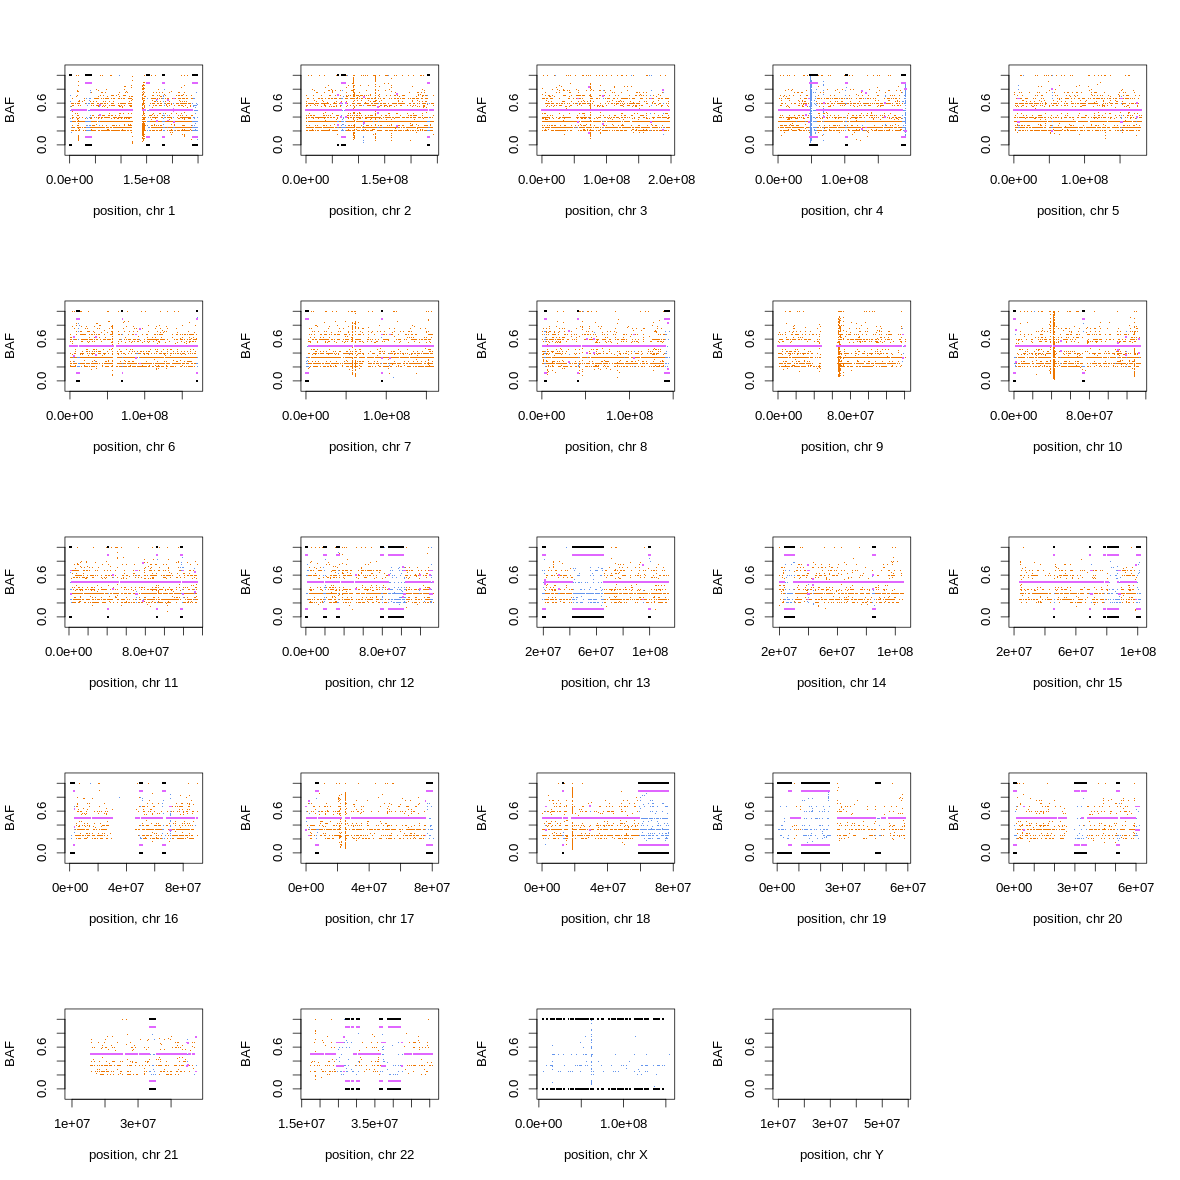 BAF 0.0 0.6 0.0e+00 1.5e+08 position, chr 1
BAF 0.0 0.6 0.0e+00 1.5e+08 position, chr 2
BAF 0.0 0.6 0.0e+00 1.0e+08 2.0e+08 position, chr 3
BAF 0.0 0.6 0.0e+00 1.0e+08 position, chr 4
BAF 0.0 0.6 0.0e+00 1.0e+08 position, chr 5
BAF 0.0 0.6 0.0e+00 1.0e+08 position, chr 6
BAF 0.0 0.6 0.0e+00 1.0e+08 position, chr 7
BAF 0.0 0.6 0.0e+00 1.0e+08 position, chr 8
BAF 0.0 0.6 0.0e+00 8.0e+07 position, chr 9
BAF 0.0 0.6 0.0e+00 8.0e+07 position, chr 10
BAF 0.0 0.6 0.0e+00 8.0e+07 position, chr 11
BAF 0.0 0.6 0.0e+00 8.0e+07 position, chr 12
BAF 0.0 0.6 2e+07 6e+07 1e+08 position, chr 13
BAF 0.0 0.6 2e+07 6e+07 1e+08 position, chr 14
BAF 0.0 0.6 2e+07 6e+07 1e+08 position, chr 15
BAF 0.0 0.6 0e+00 4e+07 8e+07 position, chr 16
BAF 0.0 0.6 0e+00 4e+07 8e+07 position, chr 17
BAF 0.0 0.6 0e+00 4e+07 8e+07 position, chr 18
BAF 0.0 0.6 0e+00 3e+07 6e+07 position, chr 19
BAF 0.0 0.6 0e+00 3e+07 6e+07 position, chr 20
BAF 0.0 0.6 1e+07 3e+07 position, chr 21
BAF 0.0 0.6 1.5e+07 3.5e+07 position, chr 22
BAF 0.0 0.6 0.0e+00 1.0e+08 position, chr X
BAF 0.0 0.6 1e+07 3e+07 5e+07 position, chr Y